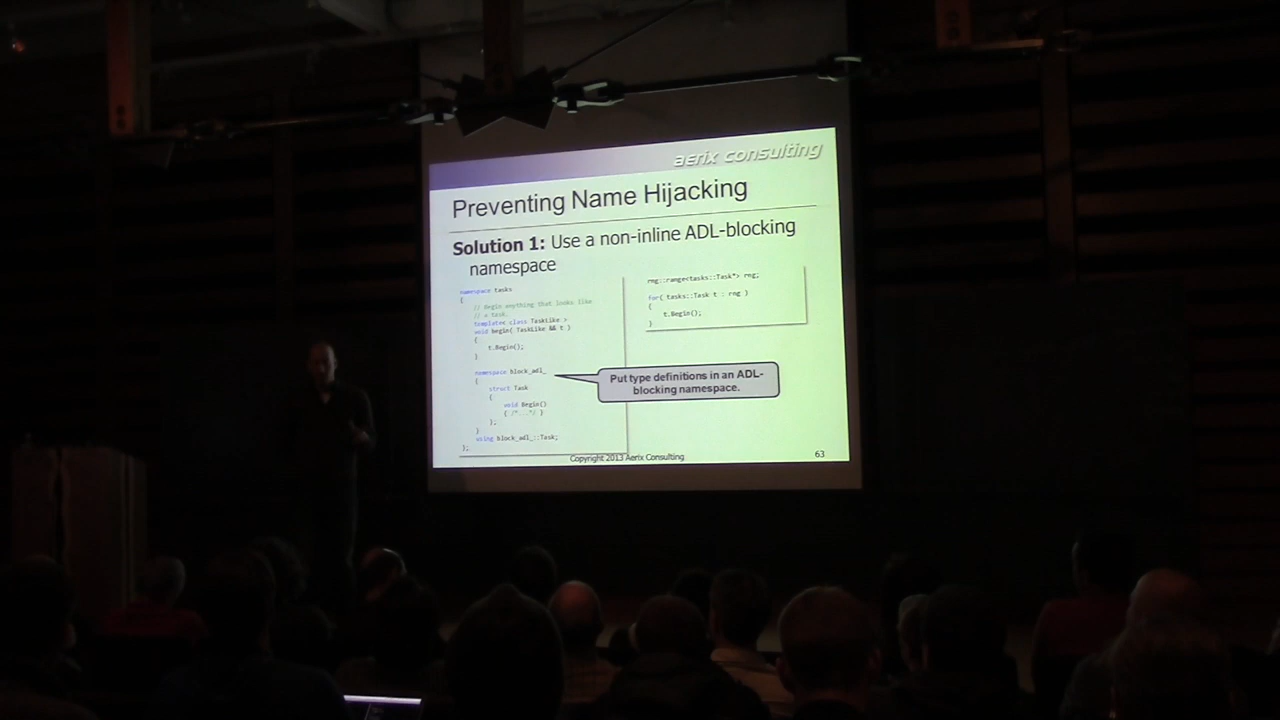 aerix consulting
Preventing Name Hijacking
Solution 1: Use a non-inline ADL-blocking
namespace
namespace tasks
{
// Begin anything that looks like
// a task.
template< class TaskLike >
void begin( TaskLike && t )
{
t.Begin();
}
namespace block_adl_
{
struct Task
{
void Begin()
{ /*...*/ }
};
}
using block_adl_::Task;
};
rng::range<tasks::Task*> rng;
for( tasks::Task t : rng )
{
t.Begin();
}
Put type definitions in an ADL-
blocking namespace.
Copyright 2013 Aerix Consulting
63